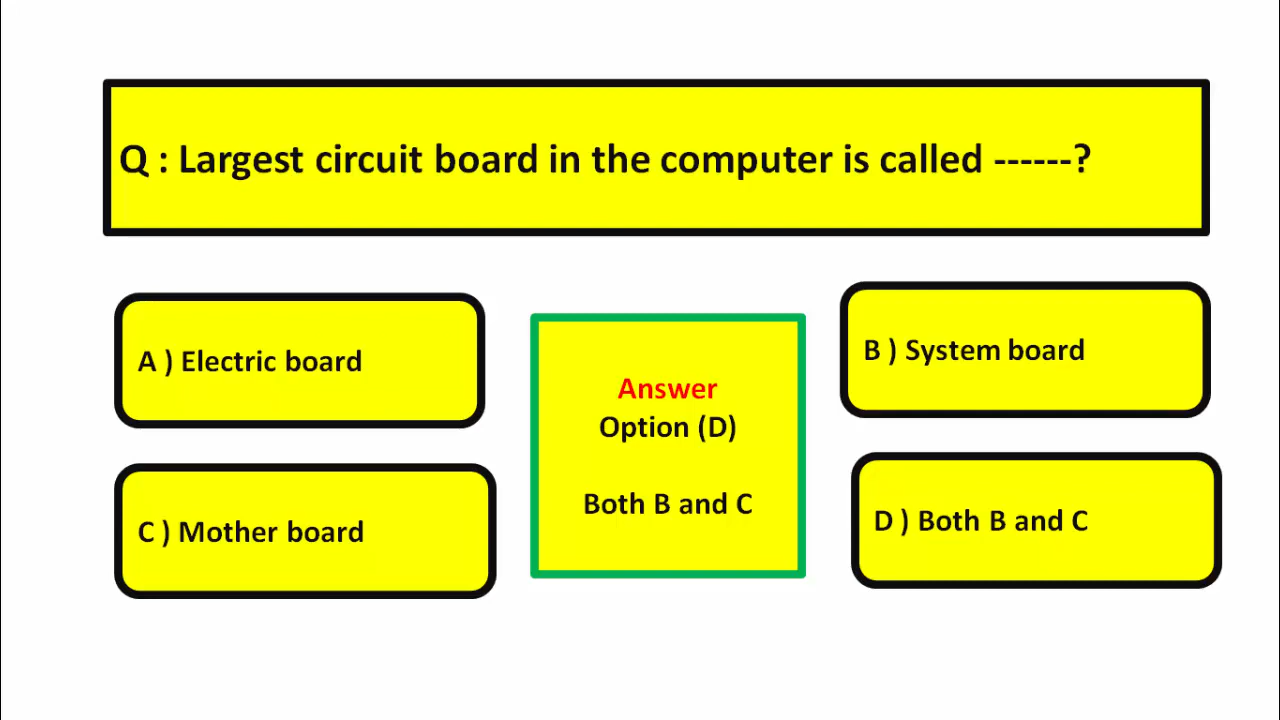 Q : Largest circuit board in the computer is called ------?
A ) Electric board
B ) System board
Answer
Option (D)
Both B and C
C ) Mother board
D ) Both B and C